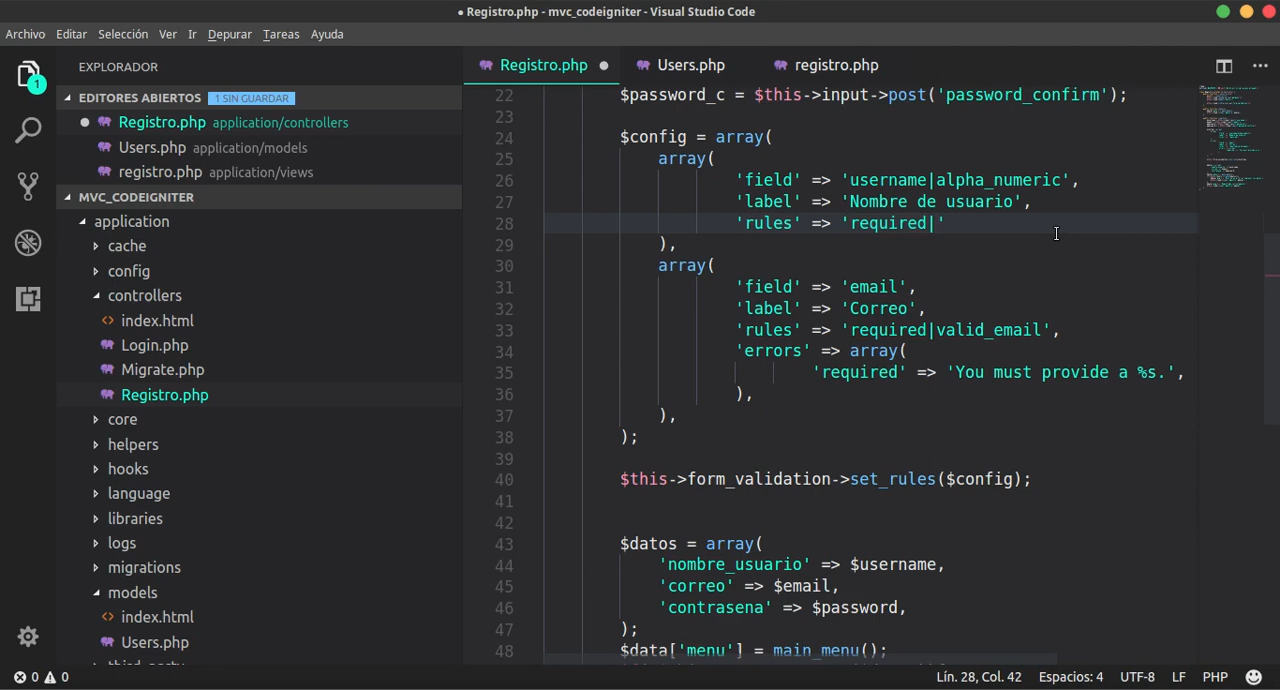 ● Registro.php - mvc_codeigniter - Visual Studio Code
Archivo Editar Selección Ver Ir Depurar Tareas Ayuda
1
EXPLORADOR
EDITORES ABIERTOS 1 SIN GUARDAR
Registro.php application/controllers
Users.php application/models
registro.php application/views
MVC_CODEIGNITER
application
cache
config
controllers
index.html
Login.php
Migrate.php
Registro.php
core
helpers
hooks
language
libraries
logs
migrations
models
index.html
Users.php
Registro.php Users.php registro.php
22 $password_c = $this->input->post('password_confirm');
23
24 $config = array(
25 array(
26 'field' => 'username|alpha_numeric',
27 'label' => 'Nombre de usuario',
28 'rules' => 'required|'
29 ),
30 array(
31 'field' => 'email',
32 'label' => 'Correo',
33 'rules' => 'required|valid_email',
34 'errors' => array(
35 'required' => 'You must provide a %s.',
36 ),
37 ),
38 );
39
40 $this->form_validation->set_rules($config);
41
42
43 $datos = array(
44 'nombre_usuario' => $username,
45 'correo' => $email,
46 'contrasena' => $password,
47 );
48 $data['menu'] = main_menu();
0 0 Lín. 28, Col. 42 Espacios: 4 UTF-8 LF PHP